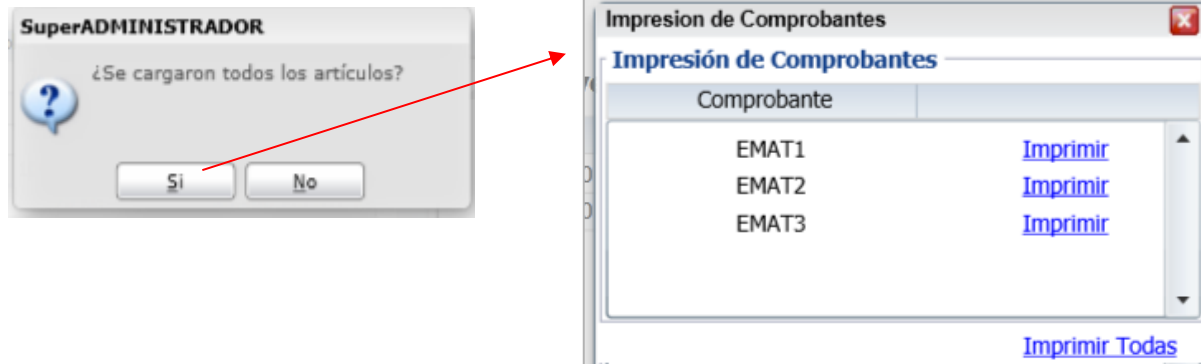 SuperADMINISTRADOR
¿Se cargaron todos los artículos?
Si
No
Impresion de Comprobantes
Impresión de Comprobantes
Comprobante
EMAT1 Imprimir
EMAT2 Imprimir
EMAT3 Imprimir
Imprimir Todas